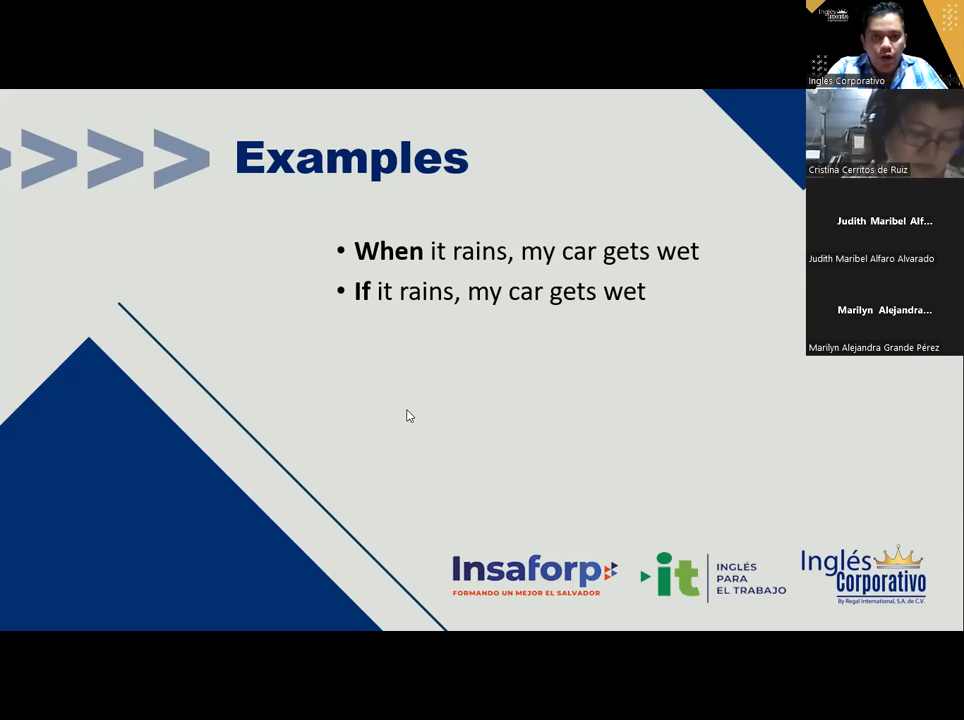 Inglés
Corporativo
Inglés Corporativo
Examples
• When it rains, my car gets wet
• If it rains, my car gets wet
Cristina Cerritos de Ruiz
Judith Maribel Alf...
Judith Maribel Alfaro Alvarado
Marilyn Alejandra...
Marilyn Alejandra Grande Pérez
Insaforp
FORMANDO UN MEJOR EL SALVADOR
it
INGLÉS
PARA
EL TRABAJO
Inglés
Corporativo
By Regal International, S.A. de C.V.